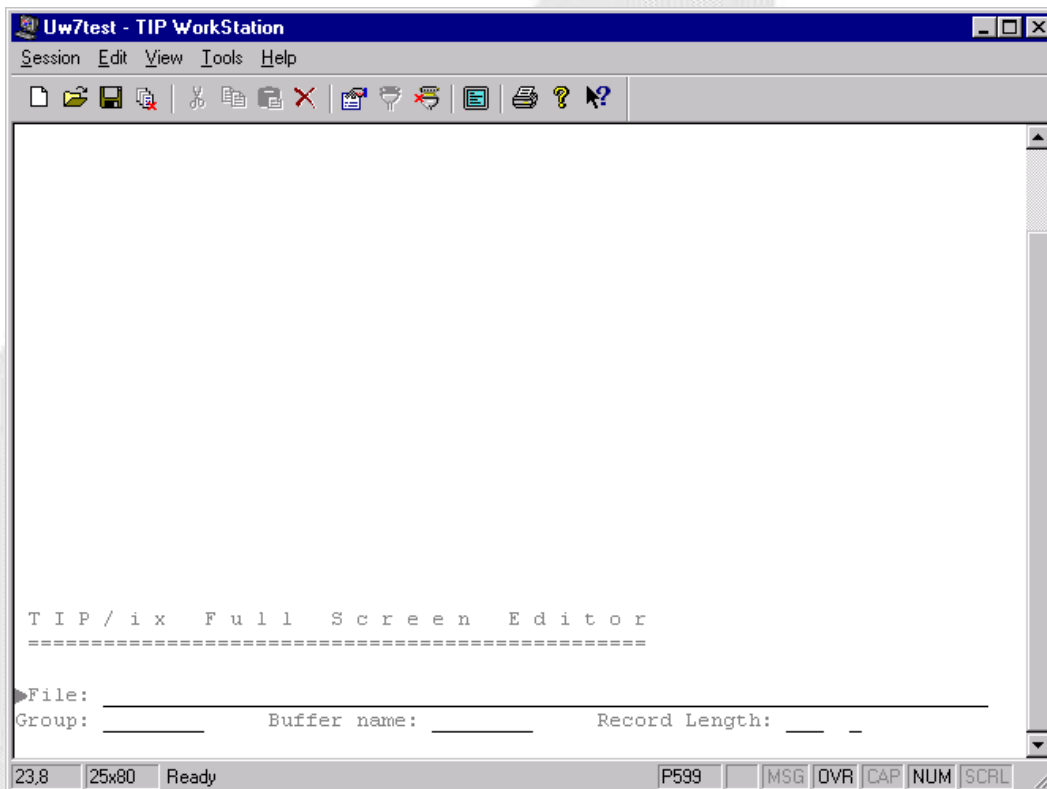 Uw7test - TIP WorkStation
Session Edit View Tools Help
T I P / i x F u l l S c r e e n E d i t o r
=================================================
File:
Group: Buffer name: Record Length:
23,8 25x80 Ready P599 MSG OVR CAP NUM SCRL